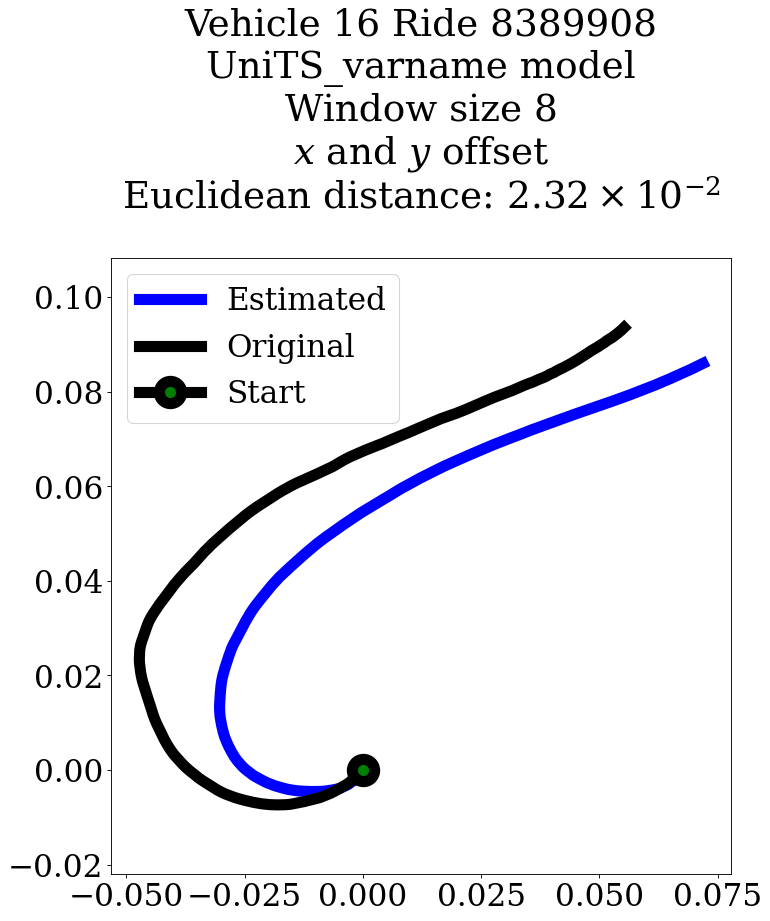 Vehicle 16 Ride 8389908
UniTS_varname model
Window size 8
x and y offset
Euclidean distance: 2.32 × 10⁻²
Estimated
Original
Start
0.10
0.08
0.06
0.04
0.02
0.00
−0.02
−0.050 −0.025 0.000 0.025 0.050 0.075